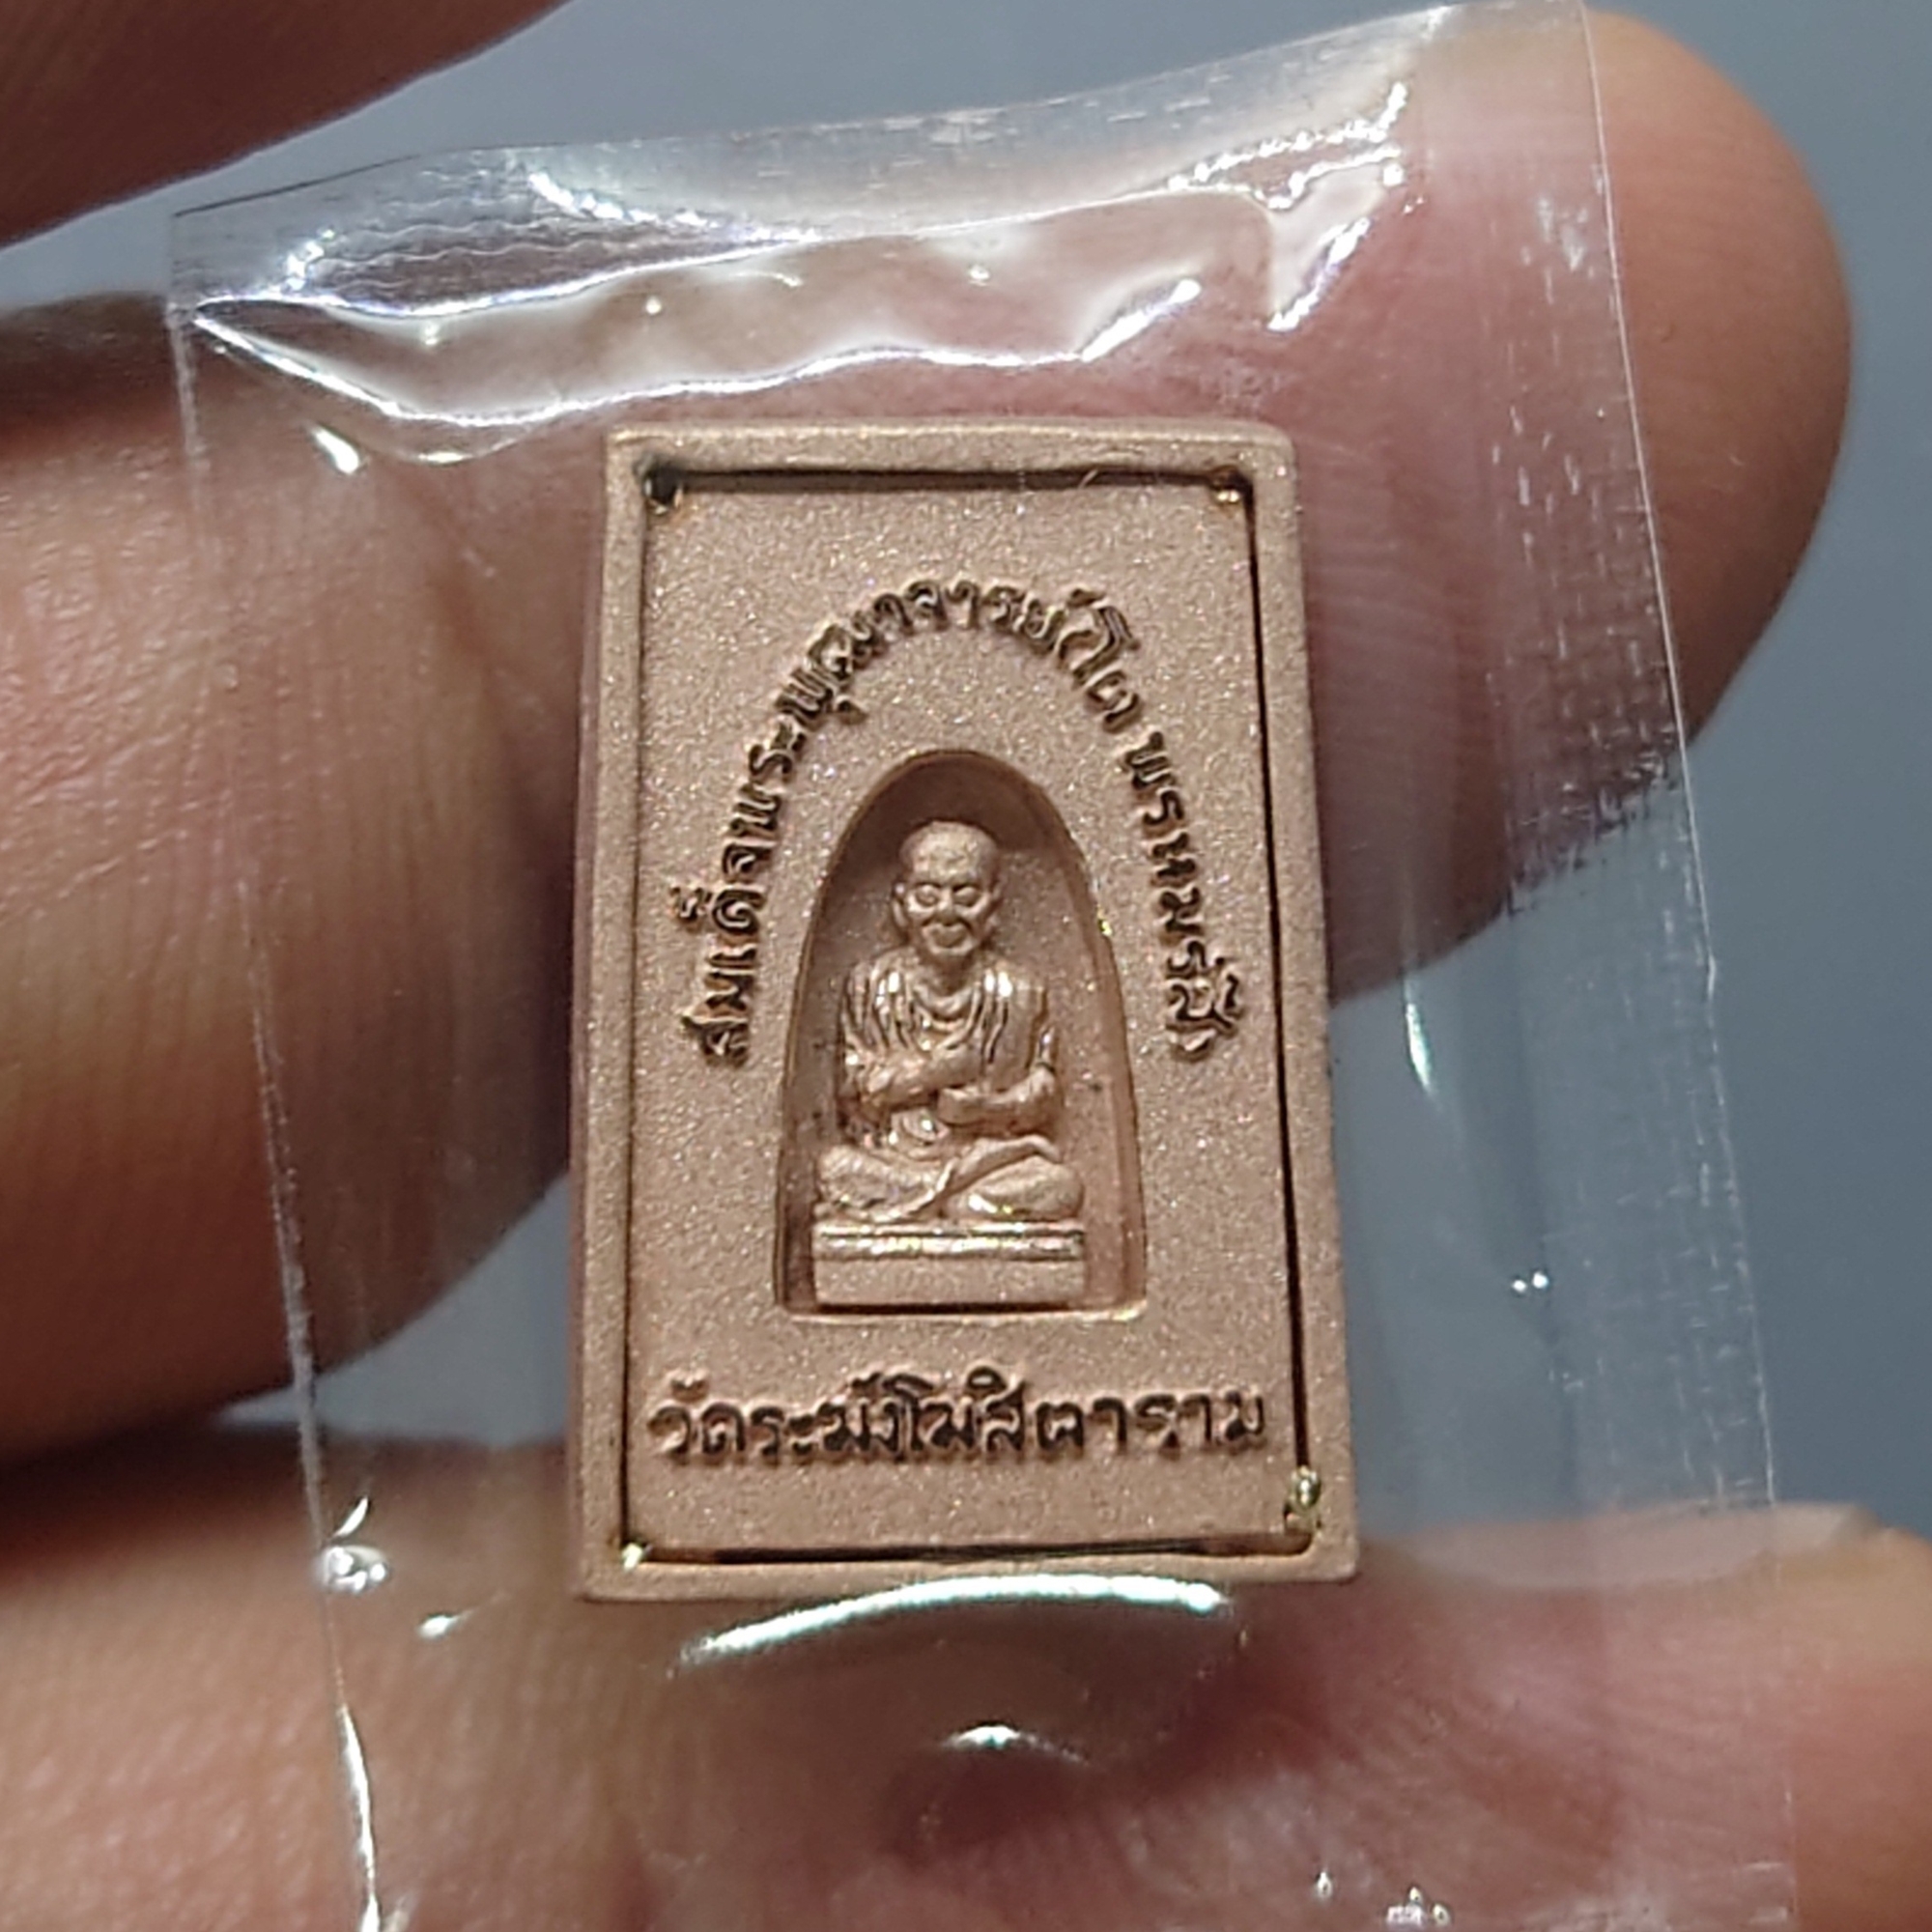 สมเด็จพระพุฒาจารย์โต พรหมรังสี
วัดระฆังโฆสิตาราม